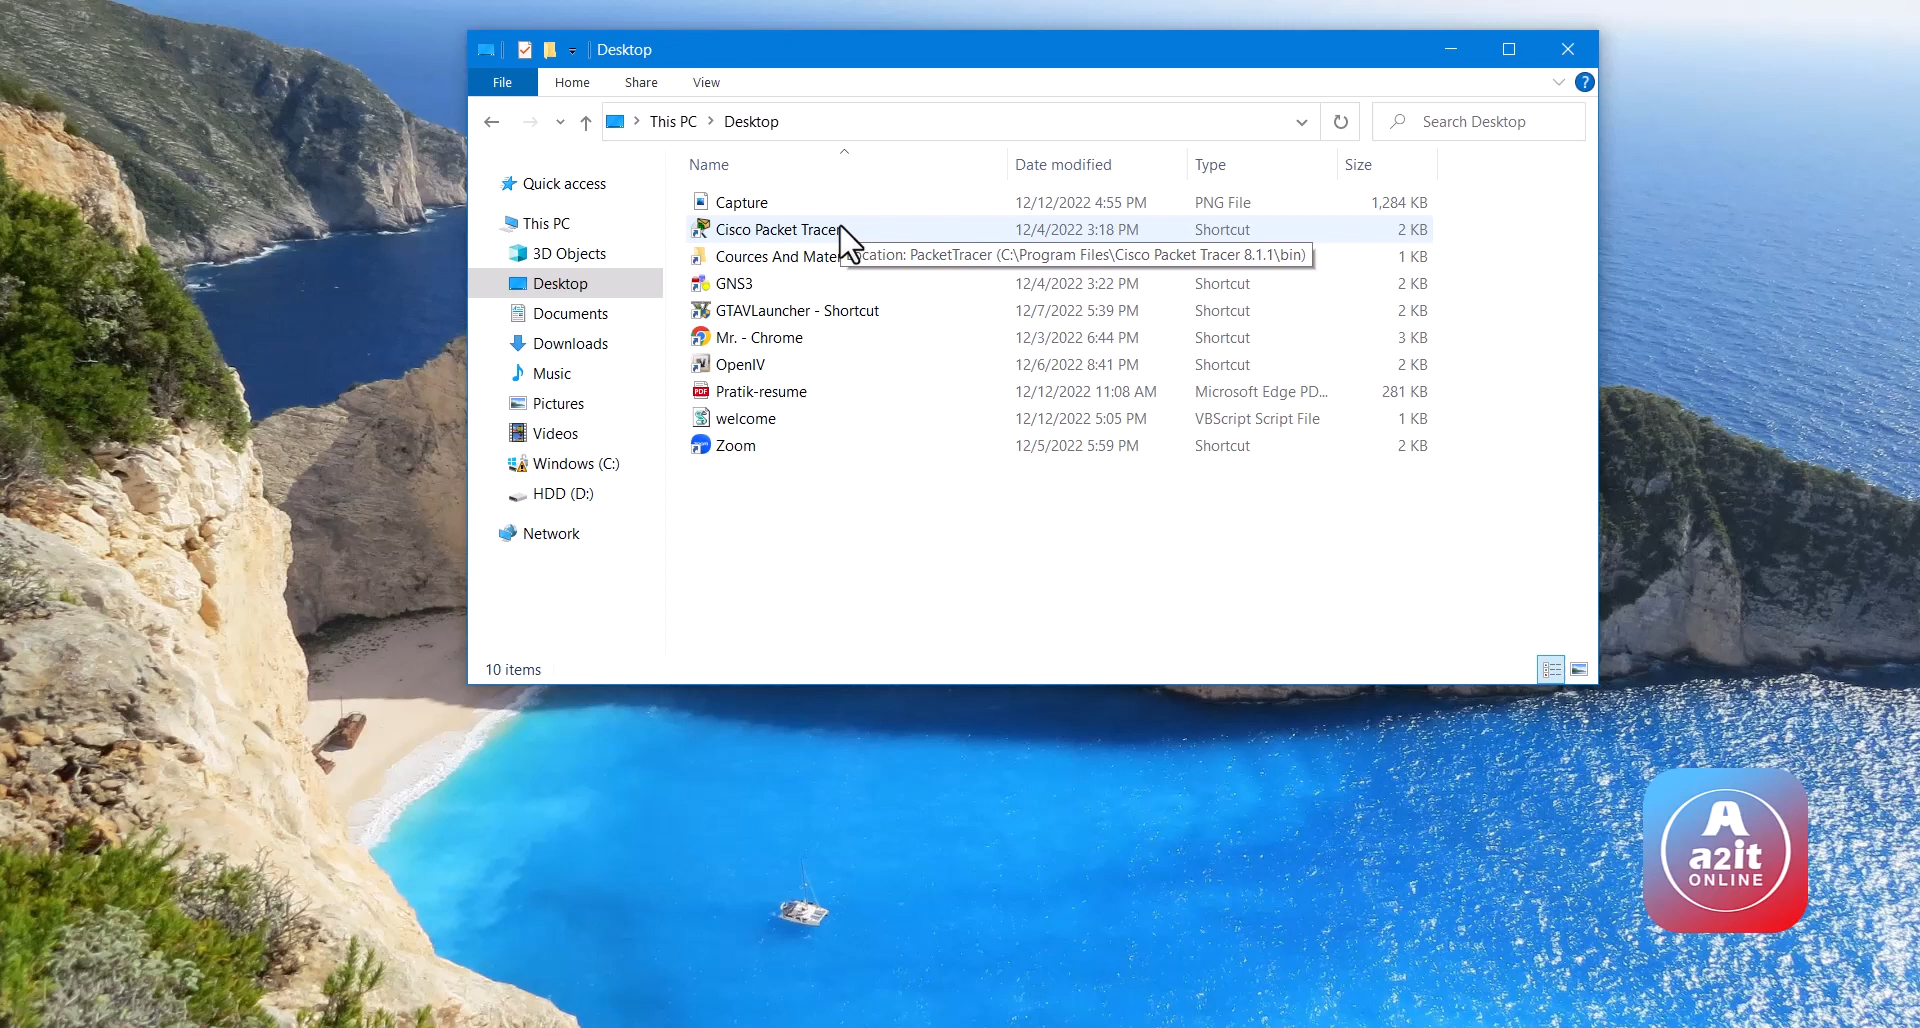 Desktop
File Home Share View
This PC > Desktop
Search Desktop
Name Date modified Type Size
Quick access
This PC
3D Objects
Desktop
Documents
Downloads
Music
Pictures
Videos
Windows (C:)
HDD (D:)
Network
Capture 12/12/2022 4:55 PM PNG File 1,284 KB
Cisco Packet Tracer 12/4/2022 3:18 PM Shortcut 2 KB
Cources And Mater 1 KB
cation: PacketTracer (C:\Program Files\Cisco Packet Tracer 8.1.1\bin)
GNS3 12/4/2022 3:22 PM Shortcut 2 KB
GTAVLauncher - Shortcut 12/7/2022 5:39 PM Shortcut 2 KB
Mr. - Chrome 12/3/2022 6:44 PM Shortcut 3 KB
OpenIV 12/6/2022 8:41 PM Shortcut 2 KB
Pratik-resume 12/12/2022 11:08 AM Microsoft Edge PD... 281 KB
welcome 12/12/2022 5:05 PM VBScript Script File 1 KB
Zoom 12/5/2022 5:59 PM Shortcut 2 KB
10 items
A
a2it
ONLINE